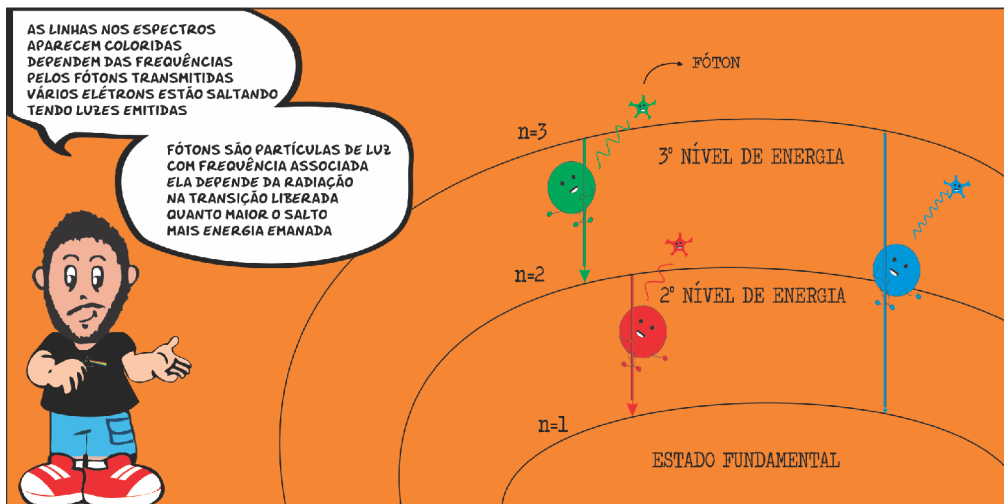 AS LINHAS NOS ESPECTROS
APARECEM COLORIDAS
DEPENDEM DAS FREQUÊNCIAS
PELOS FÓTONS TRANSMITIDAS
VÁRIOS ELÉTRONS ESTÃO SALTANDO
TENDO LUZES EMITIDAS
FÓTONS SÃO PARTÍCULAS DE LUZ
COM FREQUÊNCIA ASSOCIADA
ELA DEPENDE DA RADIAÇÃO
NA TRANSIÇÃO LIBERADA
QUANTO MAIOR O SALTO
MAIS ENERGIA EMANADA
FÓTON
n=3
3º NÍVEL DE ENERGIA
n=2
2º NÍVEL DE ENERGIA
n=1
ESTADO FUNDAMENTAL